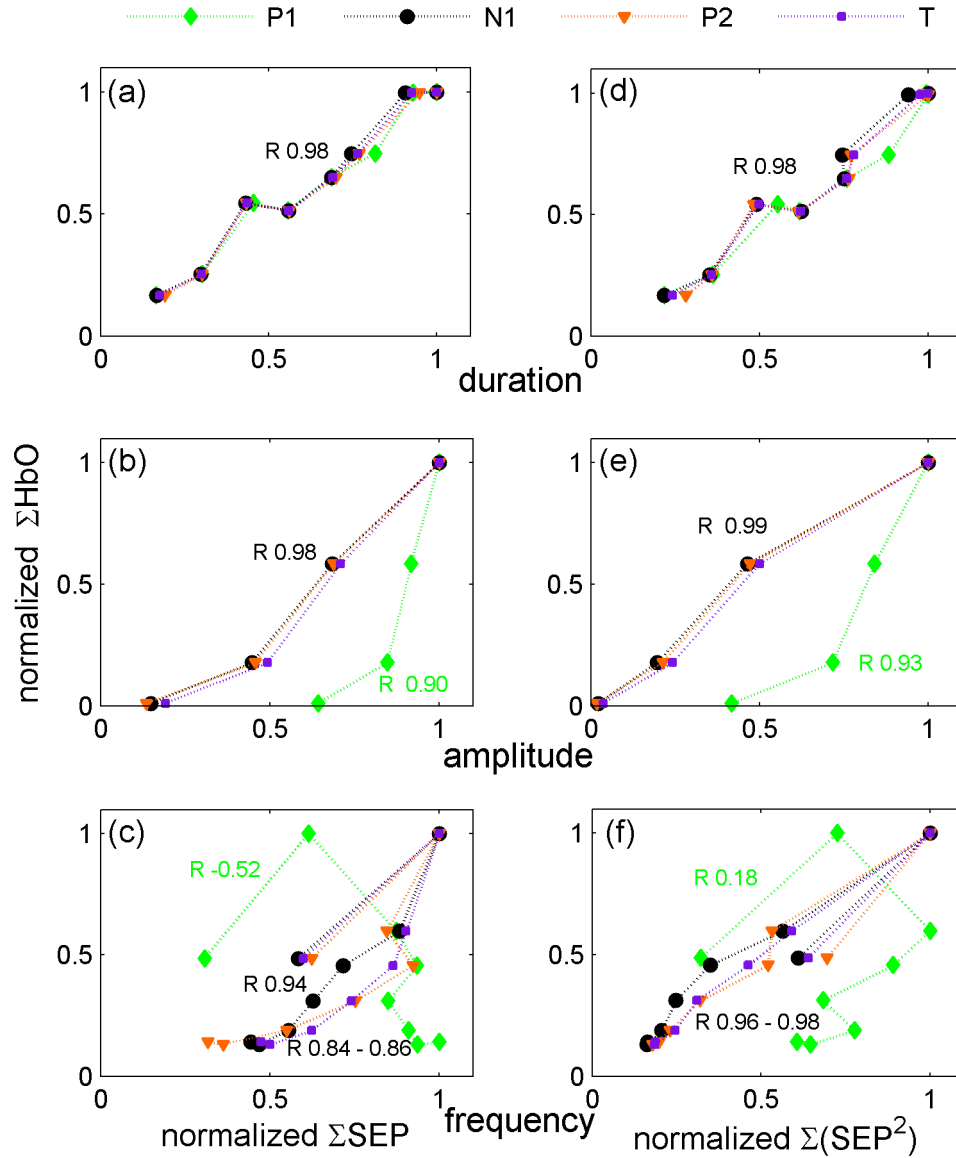 P1 N1 P2 T
(a) (d)
1 1
R 0.98 R 0.98
0.5 0.5
0 0
0 0.5 1 0 0.5 1
duration
(b) (e)
1 1
R 0.98 R 0.99
0.5 0.5
R 0.90 R 0.93
0 0
0 0.5 1 0 0.5 1
amplitude
normalized ΣHbO
(c) (f)
1 1
R -0.52 R 0.18
0.5 0.5
R 0.94
R 0.84 - 0.86 R 0.96 - 0.98
0 0
0 0.5 1 0 0.5 1
frequency
normalized ΣSEP normalized Σ(SEP²)